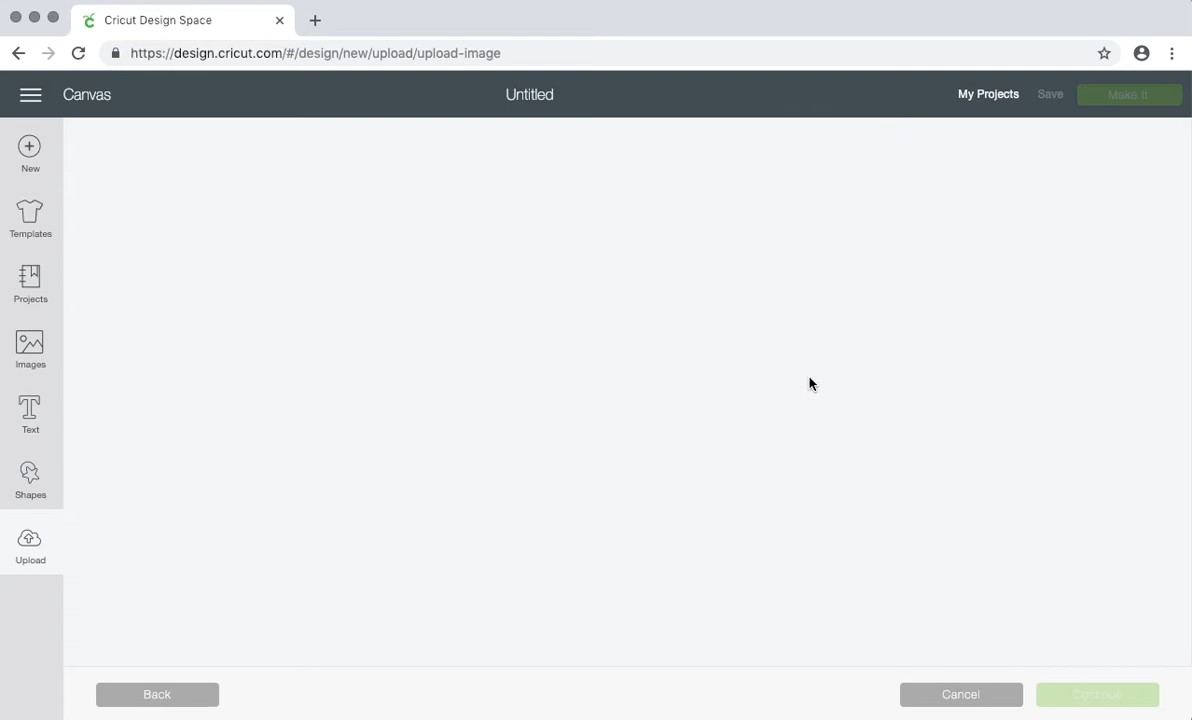 Cricut Design Space
https://design.cricut.com/#/design/new/upload/upload-image
Canvas
Untitled
My Projects
Save
Make It
New
Templates
Projects
Images
Text
Shapes
Upload
Back
Cancel
Continue